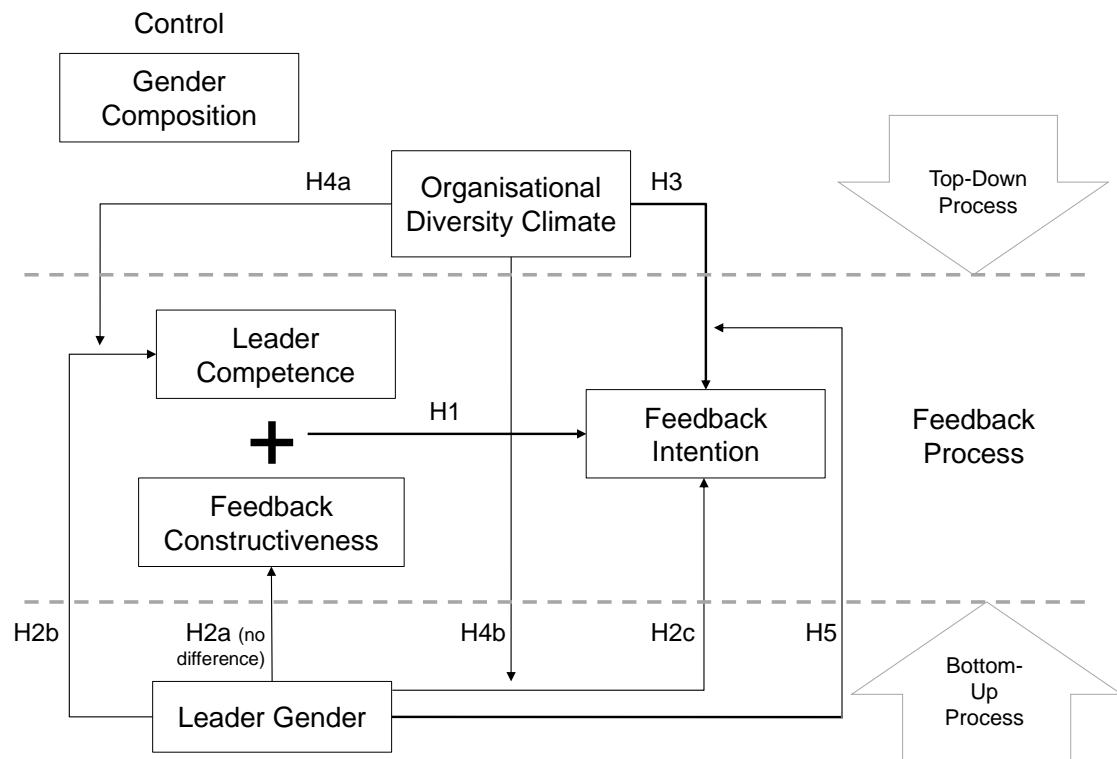 Control
Gender
Composition
H4a
Organisational
Diversity Climate
H3
Top-Down
Process
Leader
Competence
H1
Feedback
Intention
Feedback
Process
Feedback
Constructiveness
H2b
H2a (no
difference)
H4b
H2c
H5
Leader Gender
Bottom-
Up
Process